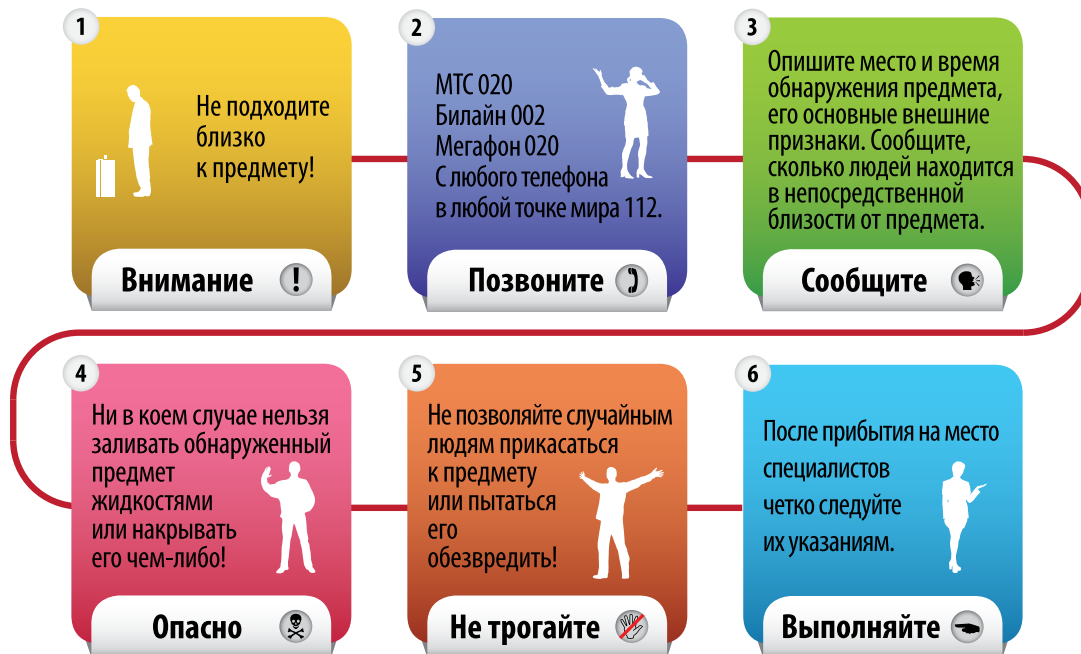 1
Не подходите
близко
к предмету!
Внимание !
2
МТС 020
Билайн 002
Мегафон 020
С любого телефона
в любой точке мира 112.
Позвоните
3
Опишите место и время
обнаружения предмета,
его основные внешние
признаки. Сообщите,
сколько людей находится
в непосредственной
близости от предмета.
Сообщите
4
Ни в коем случае нельзя
заливать обнаруженный
предмет
жидкостями
или накрывать
его чем-либо!
Опасно
5
Не позволяйте случайным
людям прикасаться
к предмету
или пытаться
его
обезвредить!
Не трогайте
6
После прибытия на место
специалистов
четко следуйте
их указаниям.
Выполняйте